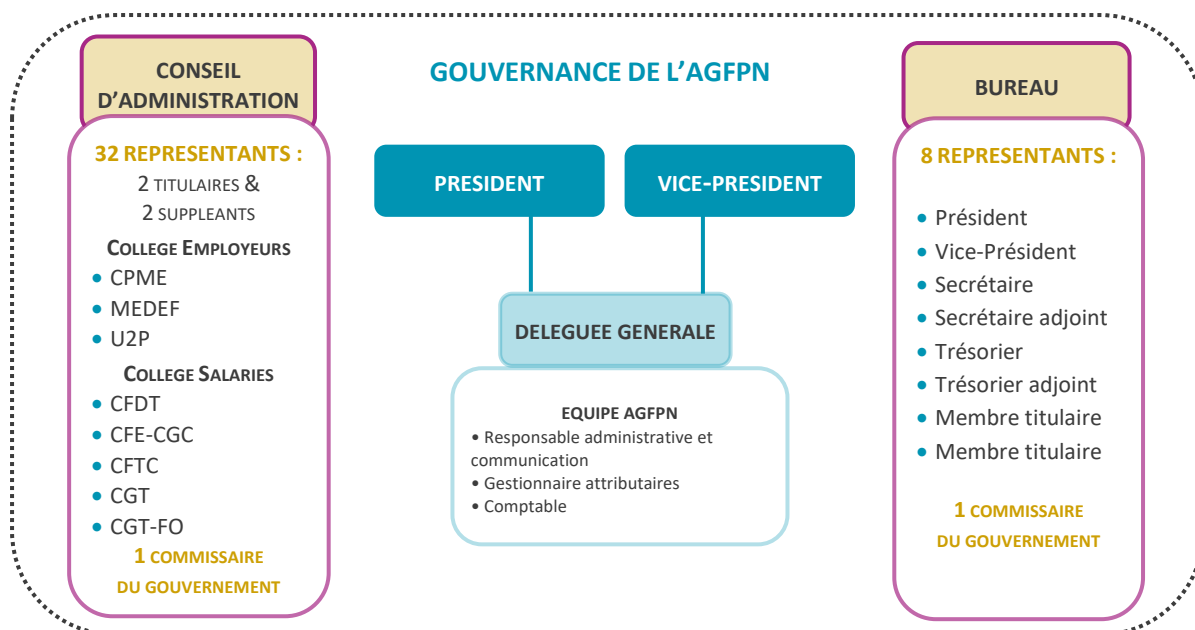 GOUVERNANCE DE L’AGFPN
CONSEIL
D’ADMINISTRATION
32 REPRESENTANTS :
2 TITULAIRES &
2 SUPPLEANTS
COLLEGE EMPLOYEURS
• CPME
• MEDEF
• U2P
COLLEGE SALARIES
• CFDT
• CFE-CGC
• CFTC
• CGT
• CGT-FO
1 COMMISSAIRE
DU GOUVERNEMENT
PRESIDENT
VICE-PRESIDENT
DELEGUEE GENERALE
EQUIPE AGFPN
• Responsable administrative et
communication
• Gestionnaire attributaires
• Comptable
BUREAU
8 REPRESENTANTS :
• Président
• Vice-Président
• Secrétaire
• Secrétaire adjoint
• Trésorier
• Trésorier adjoint
• Membre titulaire
• Membre titulaire
1 COMMISSAIRE
DU GOUVERNEMENT